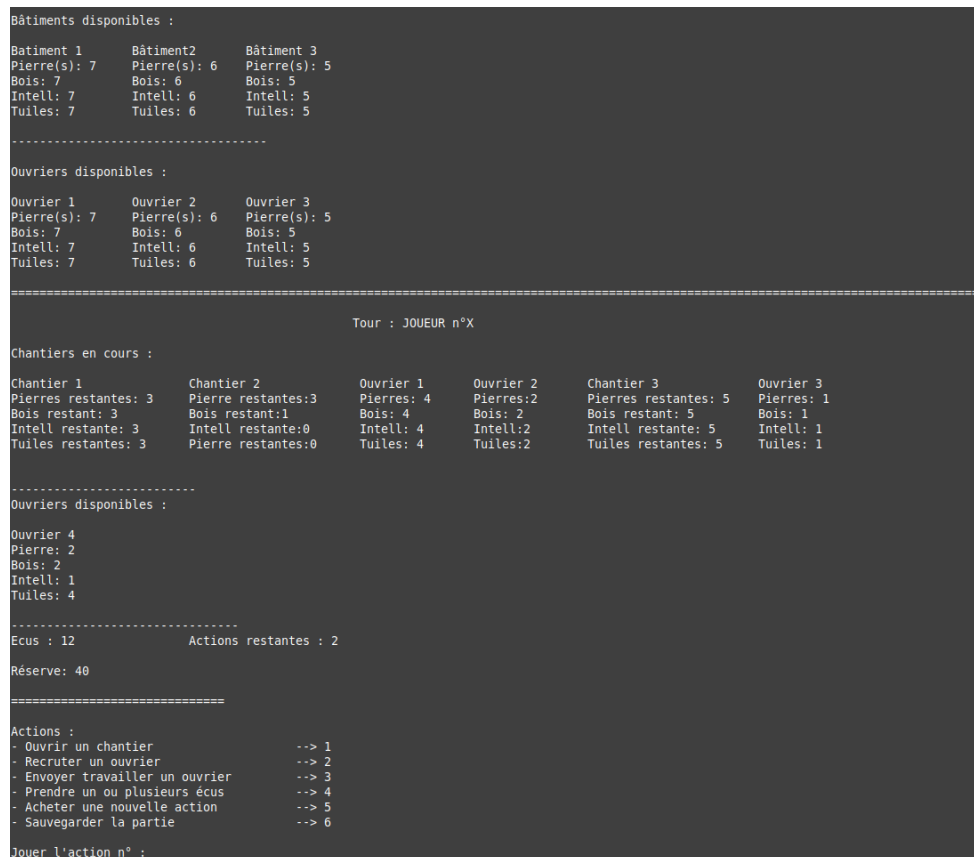 Bâtiments disponibles :
Batiment 1 Bâtiment2 Bâtiment 3
Pierre(s): 7 Pierre(s): 6 Pierre(s): 5
Bois: 7 Bois: 6 Bois: 5
Intell: 7 Intell: 6 Intell: 5
Tuiles: 7 Tuiles: 6 Tuiles: 5
------------------------------------
Ouvriers disponibles :
Ouvrier 1 Ouvrier 2 Ouvrier 3
Pierre(s): 7 Pierre(s): 6 Pierre(s): 5
Bois: 7 Bois: 6 Bois: 5
Intell: 7 Intell: 6 Intell: 5
Tuiles: 7 Tuiles: 6 Tuiles: 5
=======================================================================================================================================
Tour : JOUEUR n°X
Chantiers en cours :
Chantier 1 Chantier 2 Ouvrier 1 Ouvrier 2 Chantier 3 Ouvrier 3
Pierres restantes: 3 Pierre restantes:3 Pierres: 4 Pierres:2 Pierres restantes: 5 Pierres: 1
Bois restant: 3 Bois restant:1 Bois: 4 Bois: 2 Bois restant: 5 Bois: 1
Intell restante: 3 Intell restante:0 Intell: 4 Intell:2 Intell restante: 5 Intell: 1
Tuiles restantes: 3 Pierre restantes:0 Tuiles: 4 Tuiles:2 Tuiles restantes: 5 Tuiles: 1
--------------------------
Ouvriers disponibles :
Ouvrier 4
Pierre: 2
Bois: 2
Intell: 1
Tuiles: 4
--------------------------------
Ecus : 12 Actions restantes : 2
Réserve: 40
==============================
Actions :
- Ouvrir un chantier --> 1
- Recruter un ouvrier --> 2
- Envoyer travailler un ouvrier --> 3
- Prendre un ou plusieurs écus --> 4
- Acheter une nouvelle action --> 5
- Sauvegarder la partie --> 6
Jouer l'action n° :